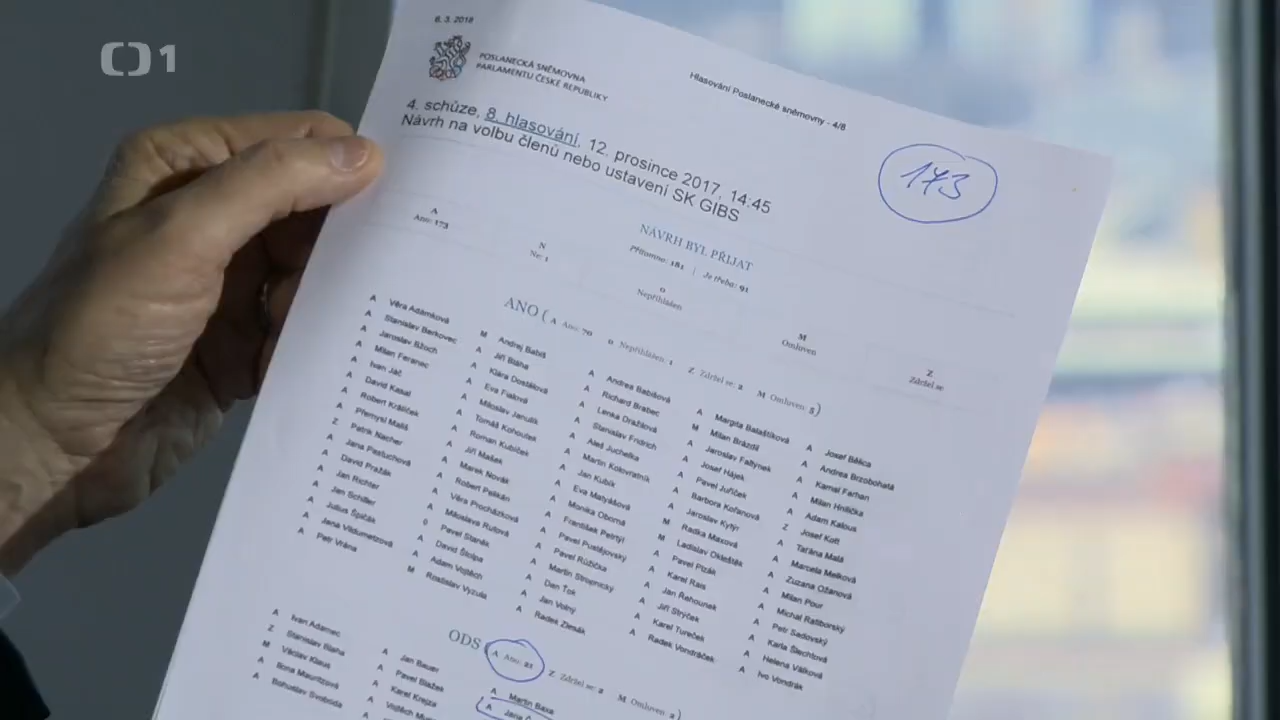 1
8. 3. 2018
POSLANECKÁ SNĚMOVNA
PARLAMENTU ČESKÉ REPUBLIKY
Hlasování Poslanecké sněmovny - 4/8
4. schůze, 8. hlasování, 12. prosince 2017, 14:45
Návrh na volbu členů nebo ustavení SK GIBS
173
NÁVRH BYL PŘIJAT
Přítomno: 181 | Je třeba: 91
A
Ano: 173
N
Ne: 1
0
Nepřihlášen
M
Omluven
Z
Zdržel se
ANO ( A Ano: 70 0 Nepřihlášen: 1 Z Zdržel se: 2 M Omluven: 5)
A Věra Adámková
A Stanislav Berkovec
A Jaroslav Bžoch
A Milan Feranec
A Ivan Jáč
A David Kasal
A Robert Králíček
A Přemysl Mališ
Z Patrik Nacher
A Jana Pastuchová
A David Pražák
A Jan Richter
A Jan Schiller
A Julius Špičák
A Jana Vildumetzová
A Petr Vrána
M Andrej Babiš
A Jiří Bláha
A Klára Dostálová
A Eva Fialová
A Miloslav Janulík
A Tomáš Kohoutek
A Roman Kubíček
A Jiří Mašek
A Marek Novák
A Robert Pelikán
A Věra Procházková
A Miloslava Rutová
0 Pavel Staněk
A David Štolpa
A Adam Vojtěch
M Rostislav Vyzula
A Andrea Babišová
A Richard Brabec
A Lenka Dražilová
A Stanislav Fridrich
A Aleš Juchelka
A Martin Kolovratník
A Jan Kubík
A Eva Matyášová
A Monika Oborná
A František Petrtýl
A Pavel Pustějovský
A Pavel Růžička
A Martin Stropnický
A Dan Ťok
A Jan Volný
A Radek Zlesák
A Margita Balaštíková
M Milan Brázdil
A Jaroslav Faltýnek
A Josef Hájek
A Pavel Juříček
A Barbora Kořanová
A Jaroslav Kytýr
M Radka Maxová
M Ladislav Okleštěk
A Pavel Plzák
A Karel Rais
A Jan Řehounek
A Jiří Strýček
A Karel Tureček
A Radek Vondráček
A Josef Bělica
A Andrea Brzobohatá
A Kamal Farhan
A Milan Hnilička
A Adam Kalous
Z Josef Kott
A Taťána Malá
A Marcela Melková
A Zuzana Ožanová
A Milan Pour
A Michal Ratiborský
A Petr Sadovský
A Karla Šlechtová
A Helena Válková
A Ivo Vondrák
ODS ( A Ano: 21 Z Zdržel se: 2 M Omluven: 2)
A Ivan Adamec
Z Stanislav Blaha
M Václav Klaus
A Ilona Mauritzová
A Bohuslav Svoboda
A Jan Bauer
A Pavel Blažek
A Karel Krejza
A Vojtěch
A Martin Baxa
A Jana